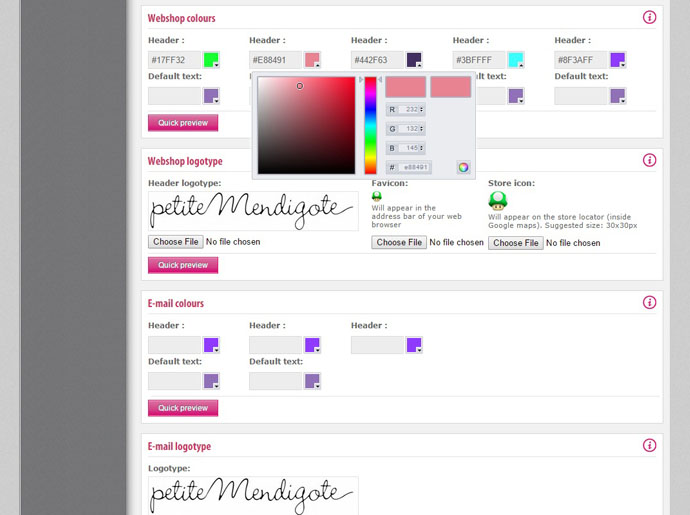 Webshop colours
Header : Header : Header : Header : Header :
#17FF32 #E88491 #442F63 #3BFFFF #8F3AFF
Default text: text: Default text:
R 232
G 132
B 145
# e88491
Quick preview
Webshop logotype
Header logotype: Favicon: Store icon:
petite Mendigote
Will appear in the
address bar of your web
browser
Will appear on the store locator (inside
Google maps). Suggested size: 30x30px
Choose File No file chosen Choose File No file chosen Choose File No file chosen
Quick preview
E-mail colours
Header : Header : Header :
Default text: Default text:
Quick preview
E-mail logotype
Logotype:
petite Mendigote